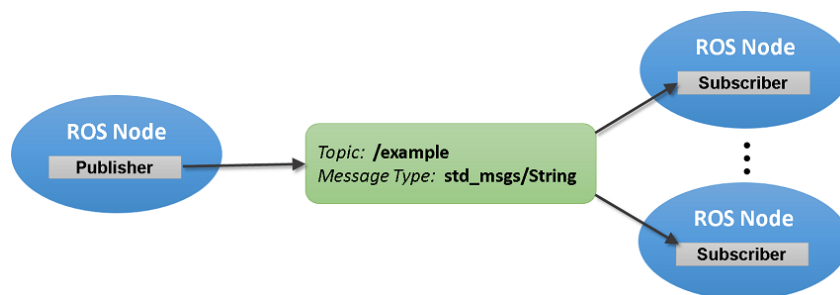 ROS Node
Publisher
Topic: /example
Message Type: std_msgs/String
ROS Node
Subscriber
ROS Node
Subscriber